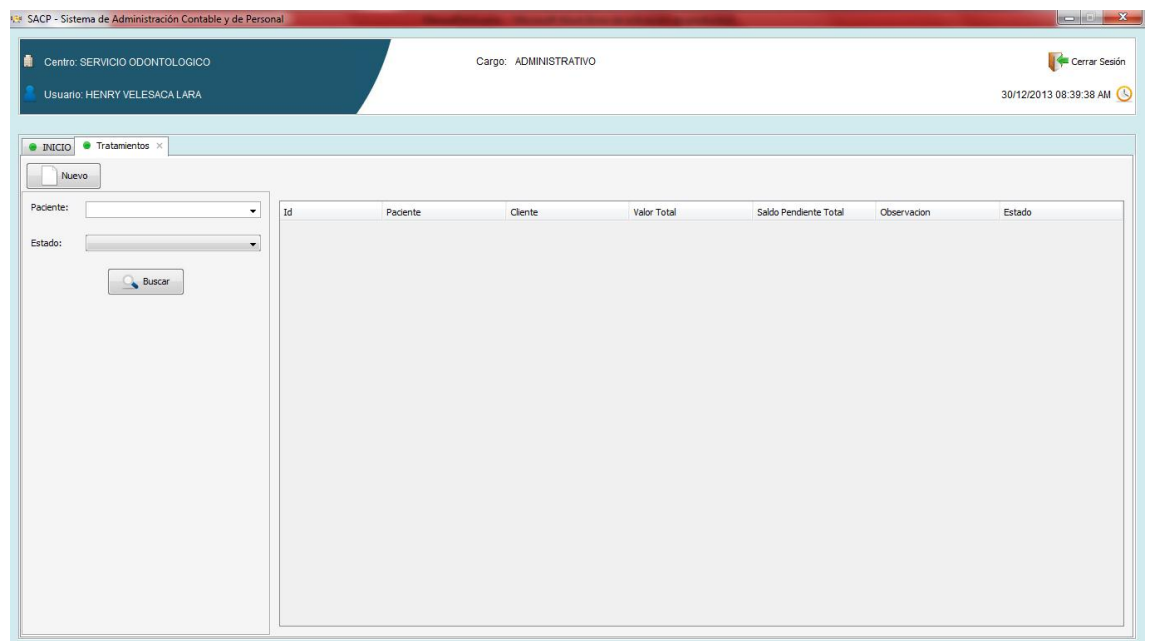 SACP - Sistema de Administración Contable y de Personal
Centro: SERVICIO ODONTOLOGICO
Cargo: ADMINISTRATIVO
Cerrar Sesión
Usuario: HENRY VELESACA LARA
30/12/2013 08:39:38 AM
INICIO
Tratamientos
Nuevo
Paciente:
Estado:
Buscar
Id Paciente Cliente Valor Total Saldo Pendiente Total Observacion Estado